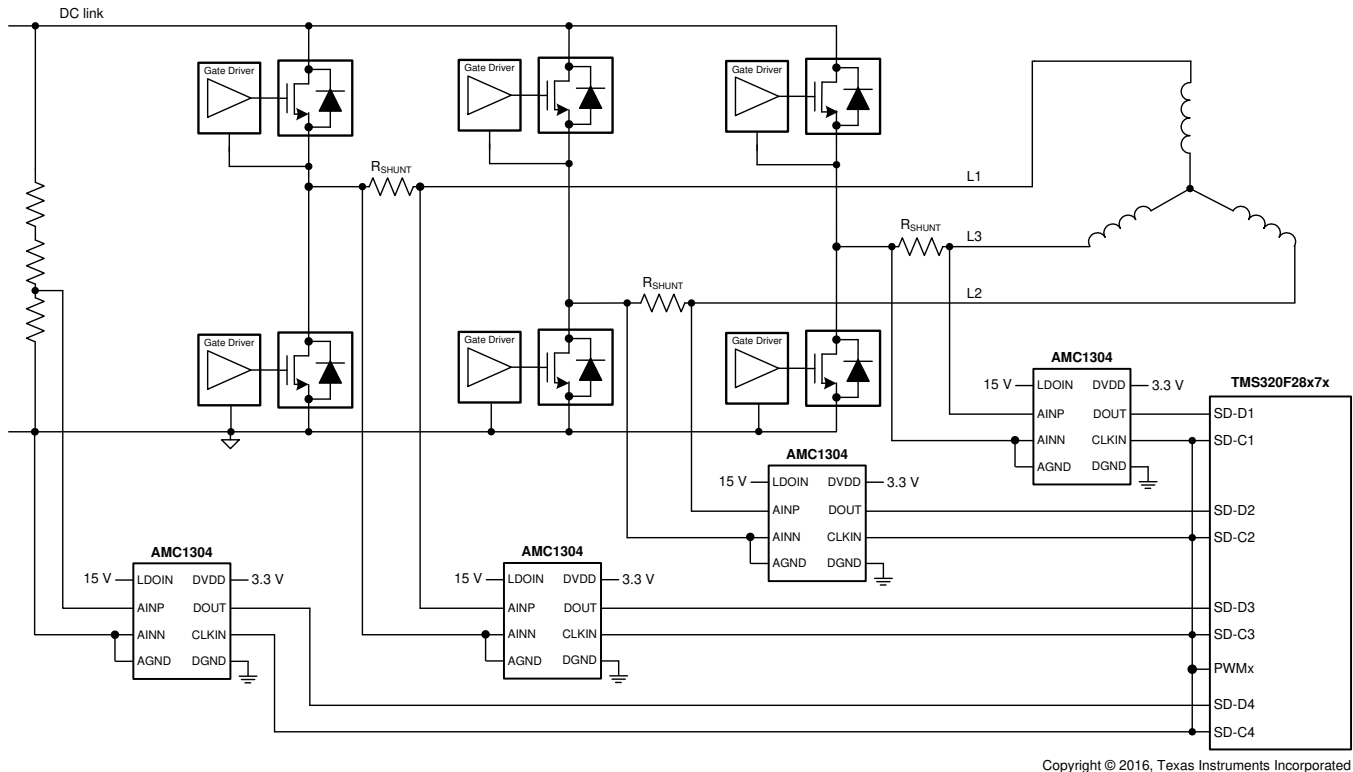 DC link
Gate Driver
Gate Driver
Gate Driver
RSHUNT
L1
RSHUNT
L3
RSHUNT
L2
Gate Driver
Gate Driver
Gate Driver
AMC1304
15 V LDOIN DVDD 3.3 V
AINP DOUT
AINN CLKIN
AGND DGND
TMS320F28x7x
SD-D1
SD-C1
SD-D2
SD-C2
SD-D3
SD-C3
PWMx
SD-D4
SD-C4
AMC1304
15 V LDOIN DVDD 3.3 V
AINP DOUT
AINN CLKIN
AGND DGND
AMC1304
15 V LDOIN DVDD 3.3 V
AINP DOUT
AINN CLKIN
AGND DGND
AMC1304
15 V LDOIN DVDD 3.3 V
AINP DOUT
AINN CLKIN
AGND DGND
Copyright © 2016, Texas Instruments Incorporated